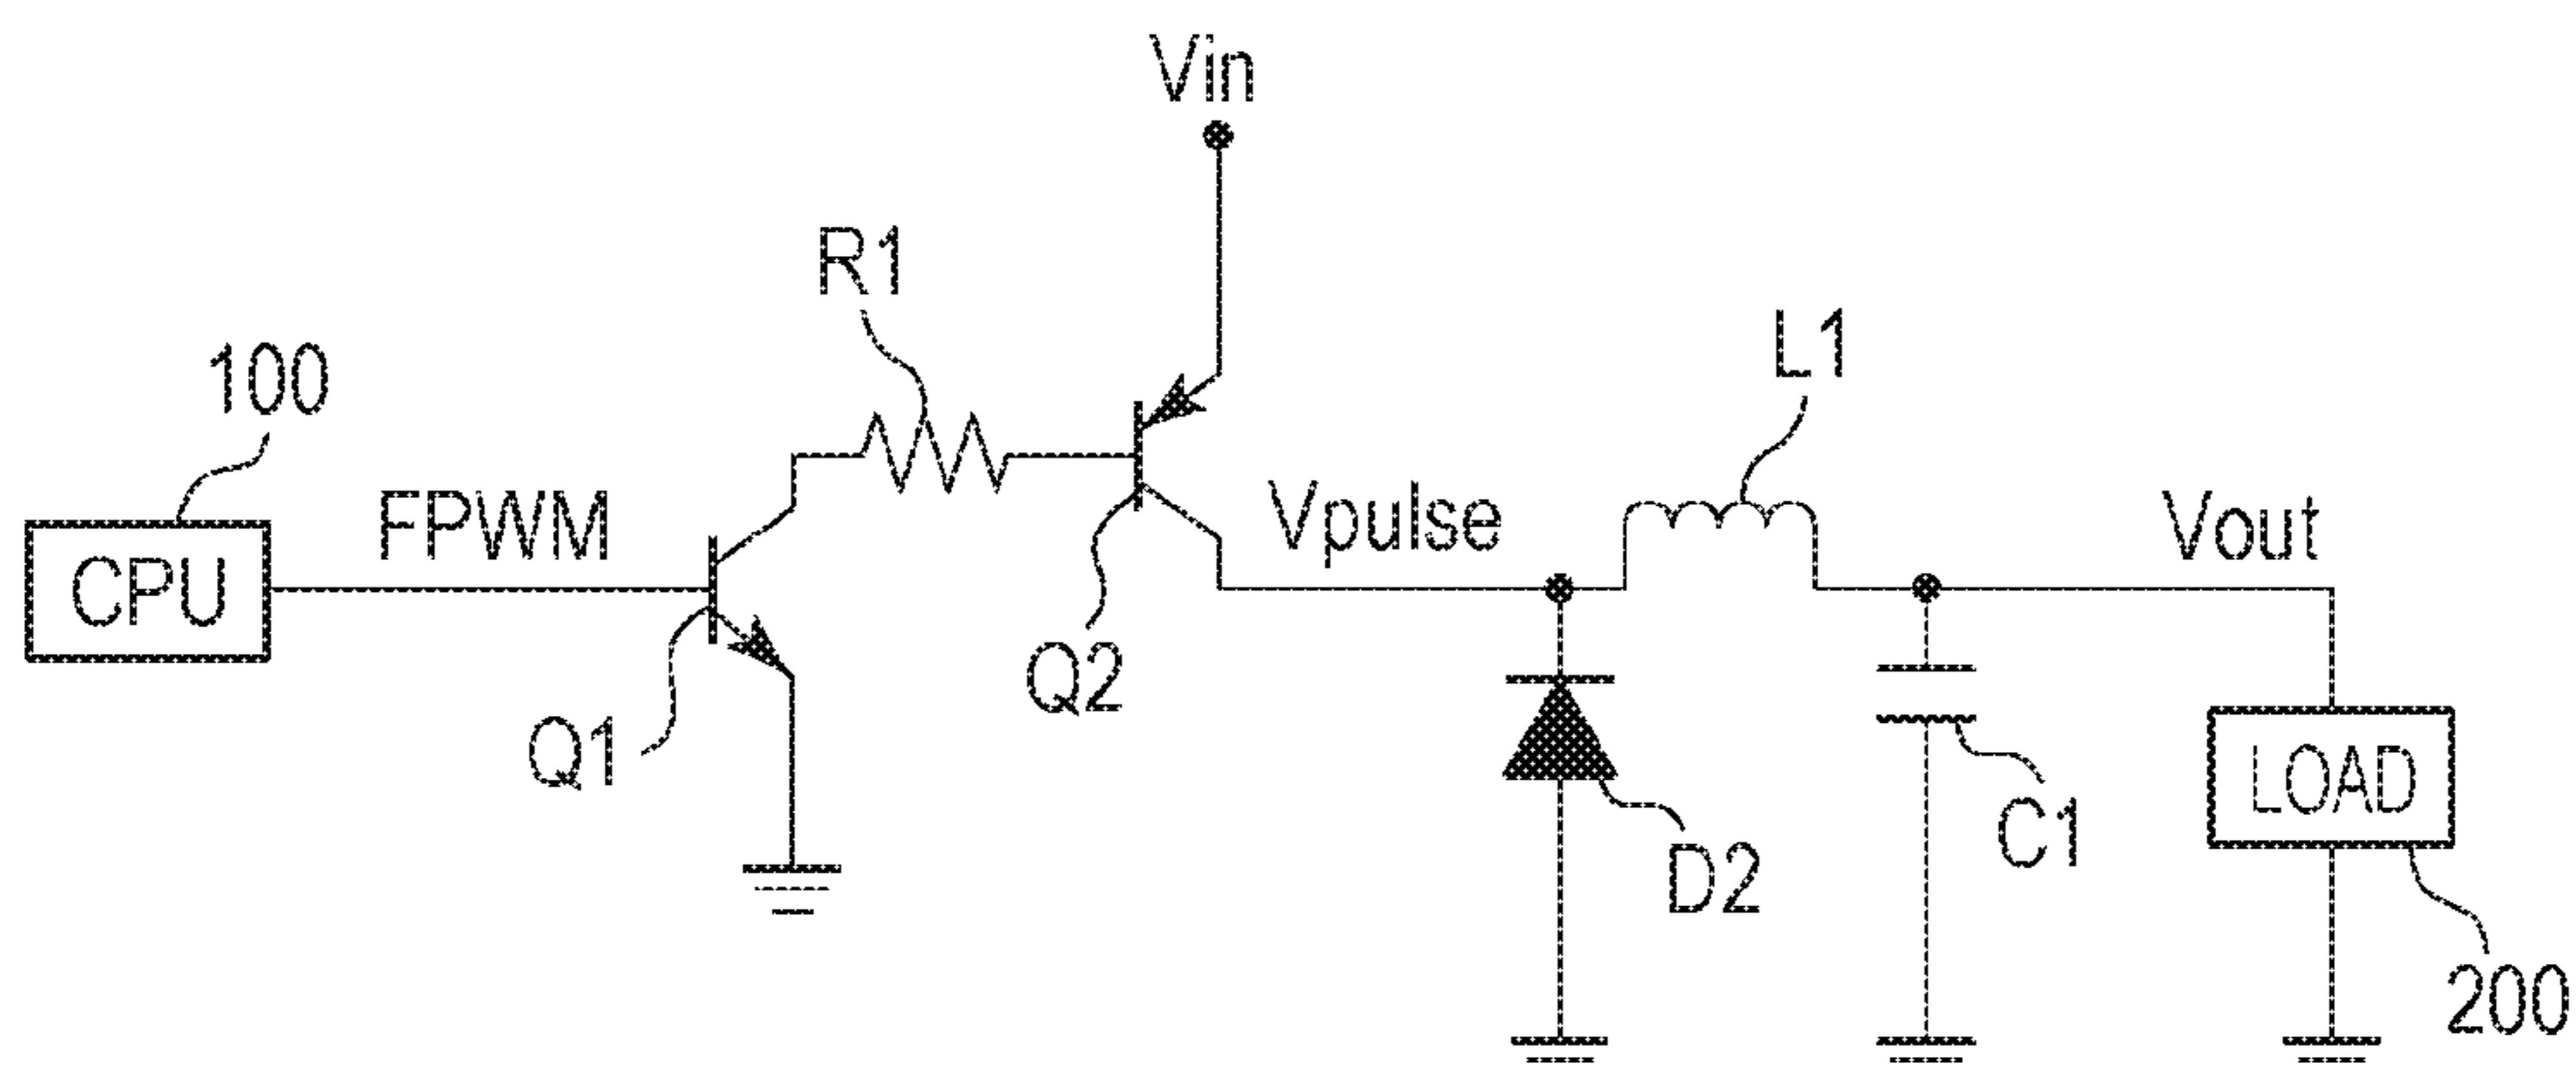 Vin
R1
L1
100
FPWM
Vpulse
Vout
CPU
Q2
Q1
LOAD
C1
D2
200